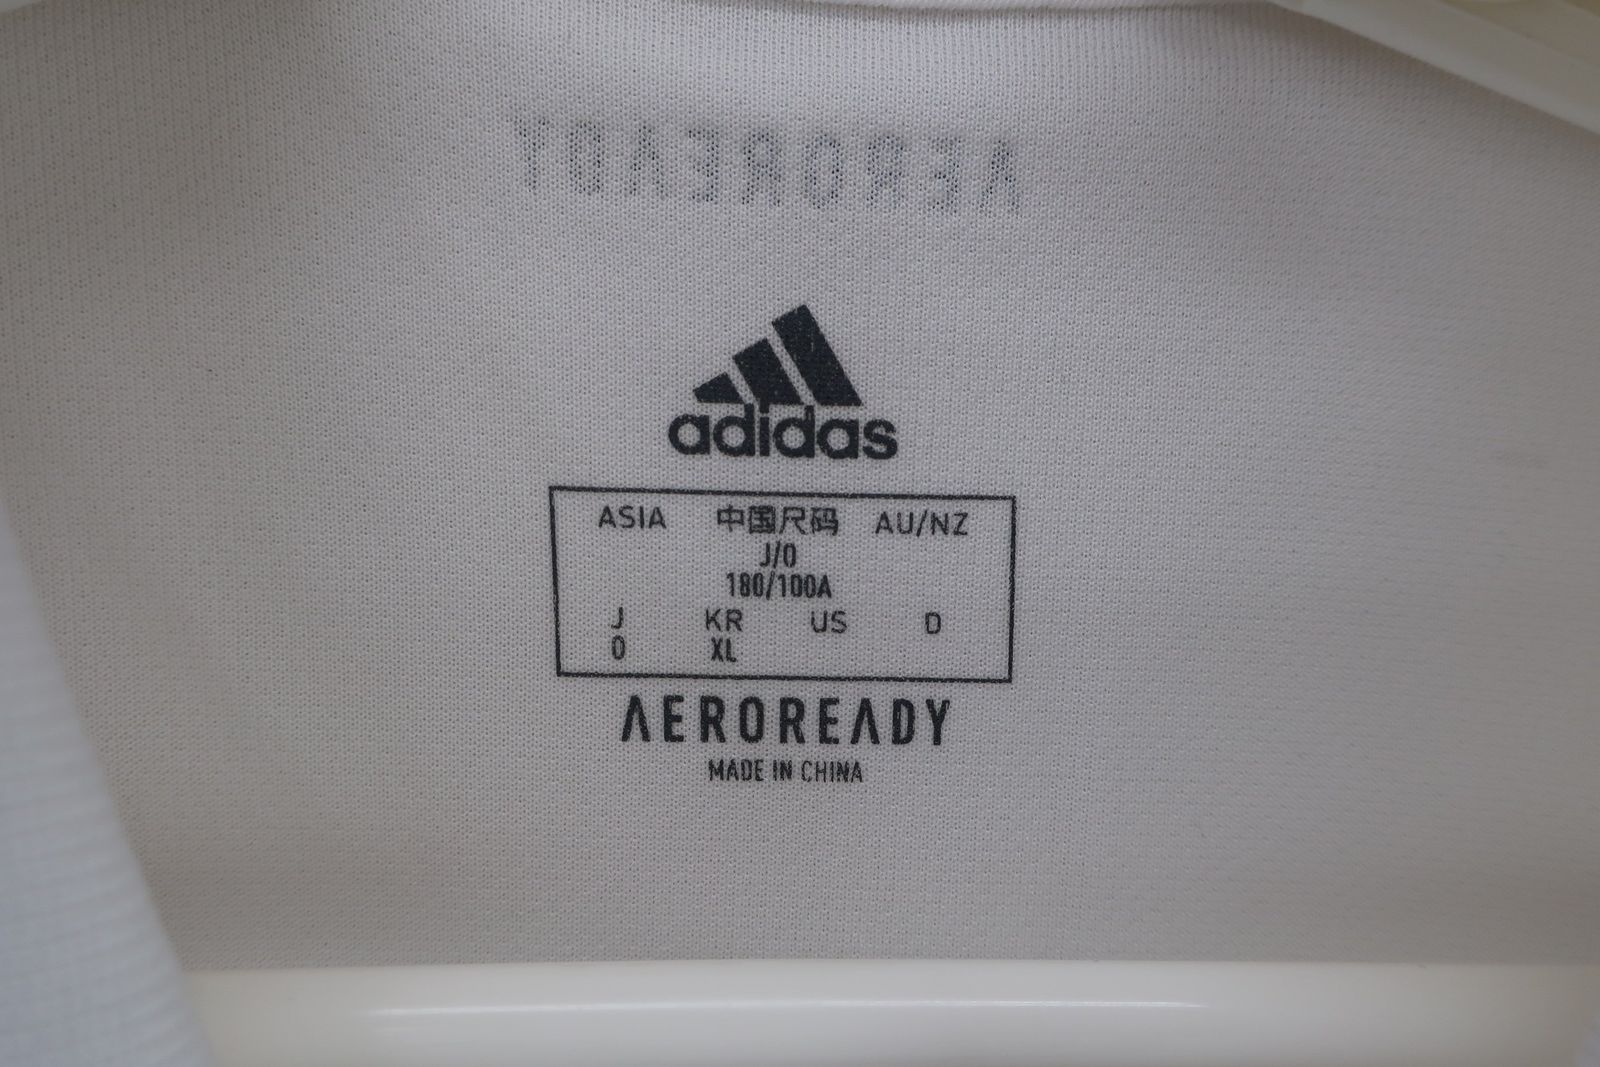 AEROREADY
adidas
ASIA 中国尺码 AU/NZ
J/O
180/100A
J KR US D
O XL
AEROREADY
MADE IN CHINA